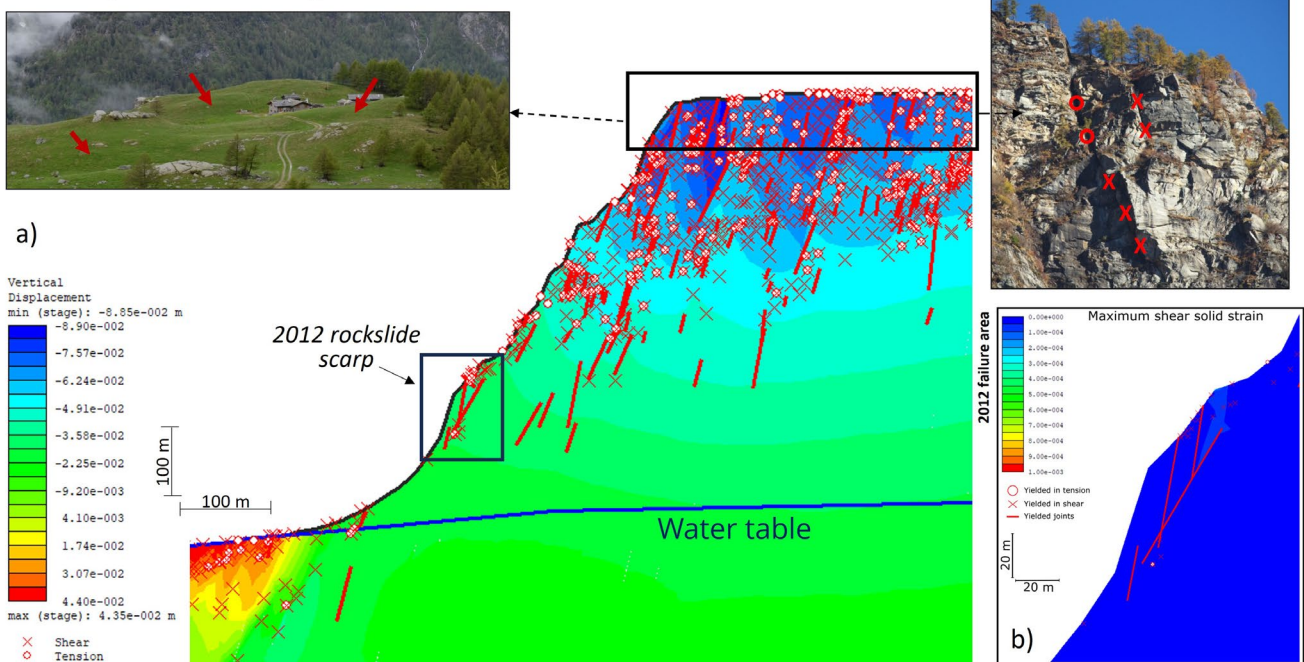 a)
Vertical
Displacement
min (stage): -8.85e-002 m
-8.90e-002
-7.57e-002
-6.24e-002
-4.91e-002
-3.58e-002
-2.25e-002
-9.20e-003
4.10e-003
1.74e-002
3.07e-002
4.40e-002
max (stage): 4.35e-002 m
Shear
Tension
100 m
100 m
2012 rockslide
scarp
Water table
2012 failure area
Maximum shear solid strain
0.00e+000
1.00e-004
2.00e-004
3.00e-004
4.00e-004
5.00e-004
6.00e-004
7.00e-004
8.00e-004
9.00e-004
1.00e-003
Yielded in tension
Yielded in shear
Yielded joints
20 m
20 m
b)